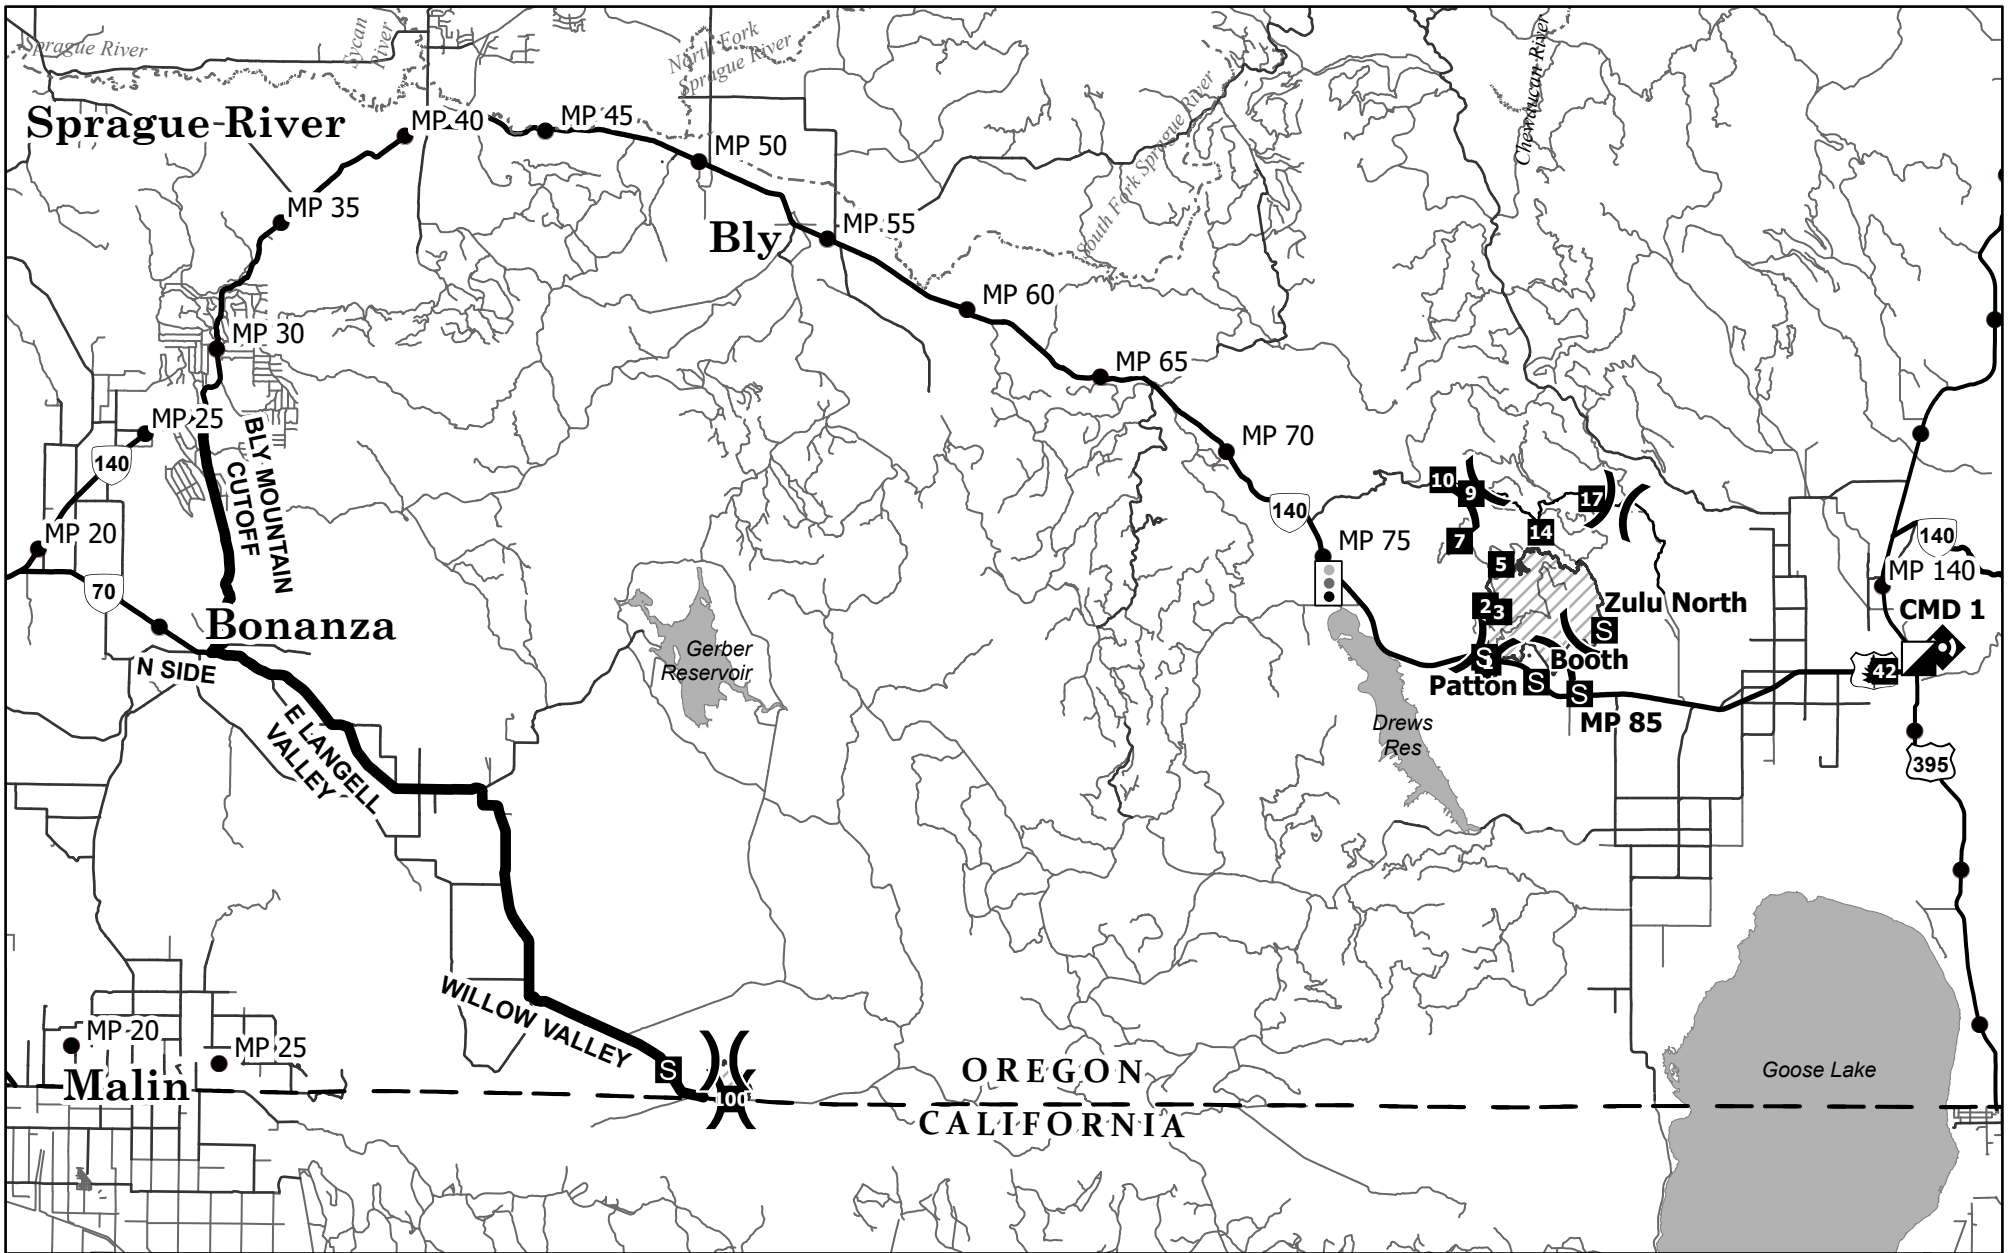 Sprague River
Sycan
River
North Fork
Sprague River
Chewaucan River
South Fork Sprague River
Sprague River
MP 40
MP 45
MP 50
MP 35
MP 55
Bly
MP 60
MP 30
MP 65
MP 25
BLY MOUNTAIN
CUTOFF
140
MP 70
10
9
17
140
MP 20
MP 75
7
14
140
5
MP 140
70
2
3
Zulu North
CMD 1
Bonanza
N SIDE
Gerber
Reservoir
S
S
Booth
42
Patton
S
S
MP 85
E LANGELL
VALLEY
Drews
Res
395
WILLOW VALLEY
MP 20
MP 25
S
Malin
100
OREGON
CALIFORNIA
Goose Lake